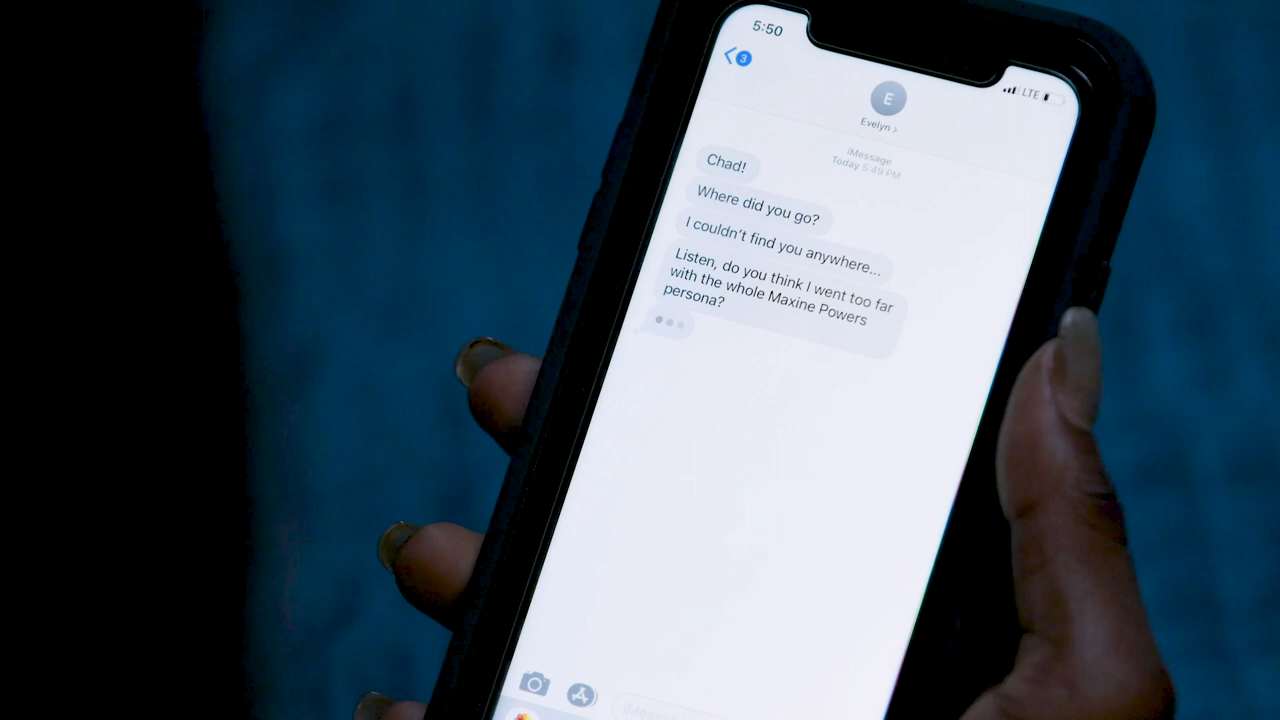 5:50
3
LTE
E
Evelyn >
iMessage
Today 5:49 PM
Chad!
Where did you go?
I couldn't find you anywhere...
Listen, do you think I went too far
with the whole Maxine Powers
persona?
iMessage